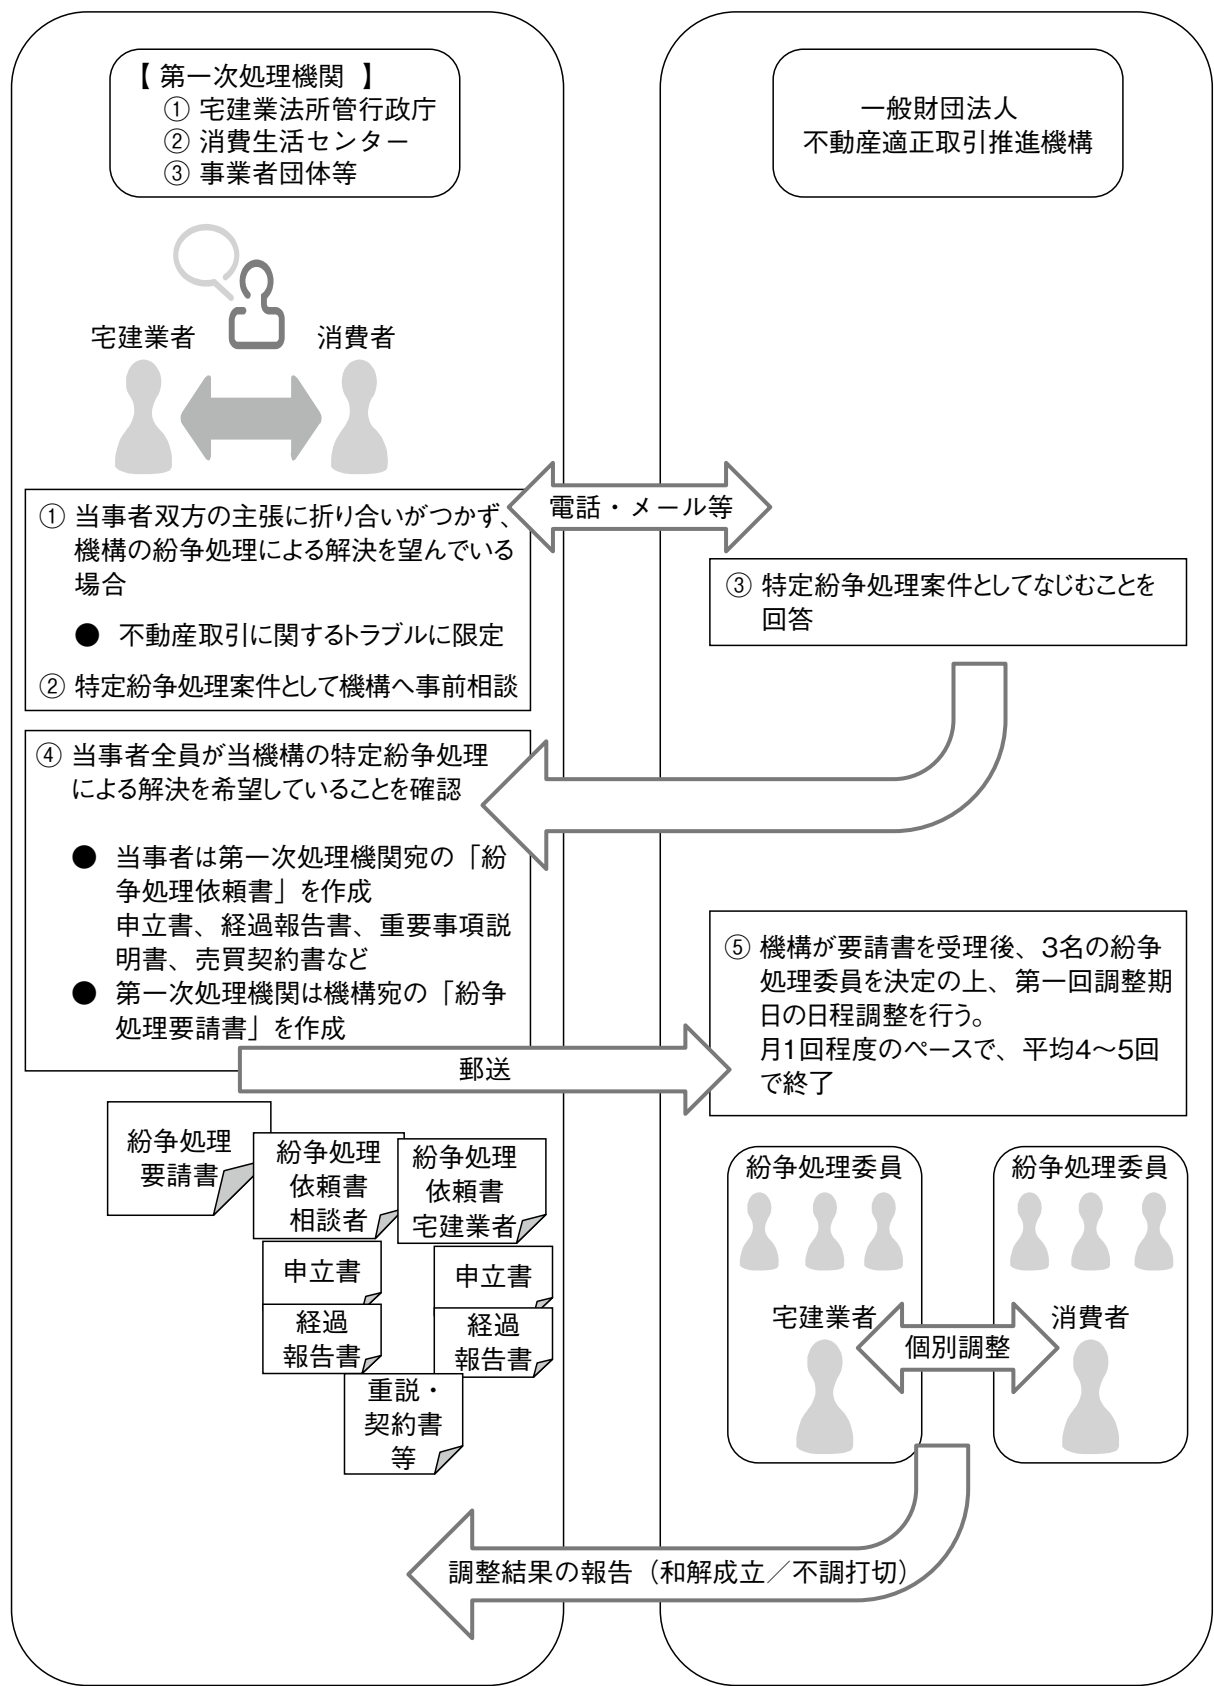 【 第一次処理機関 】
① 宅建業法所管行政庁
② 消費生活センター
③ 事業者団体等
一般財団法人
不動産適正取引推進機構
宅建業者
消費者
電話・メール等
① 当事者双方の主張に折り合いがつかず、
機構の紛争処理による解決を望んでいる
場合
● 不動産取引に関するトラブルに限定
② 特定紛争処理案件として機構へ事前相談
③ 特定紛争処理案件としてなじむことを
回答
④ 当事者全員が当機構の特定紛争処理
による解決を希望していることを確認
● 当事者は第一次処理機関宛の「紛
争処理依頼書」を作成
申立書、経過報告書、重要事項説
明書、売買契約書など
● 第一次処理機関は機構宛の「紛争
処理要請書」を作成
郵送
⑤ 機構が要請書を受理後、3名の紛争
処理委員を決定の上、第一回調整期
日の日程調整を行う。
月1回程度のペースで、平均4〜5回
で終了
紛争処理
要請書
紛争処理
依頼書
相談者
紛争処理
依頼書
宅建業者
申立書
申立書
経過
報告書
経過
報告書
重説・
契約書
等
紛争処理委員
紛争処理委員
宅建業者
個別調整
消費者
調整結果の報告（和解成立／不調打切）